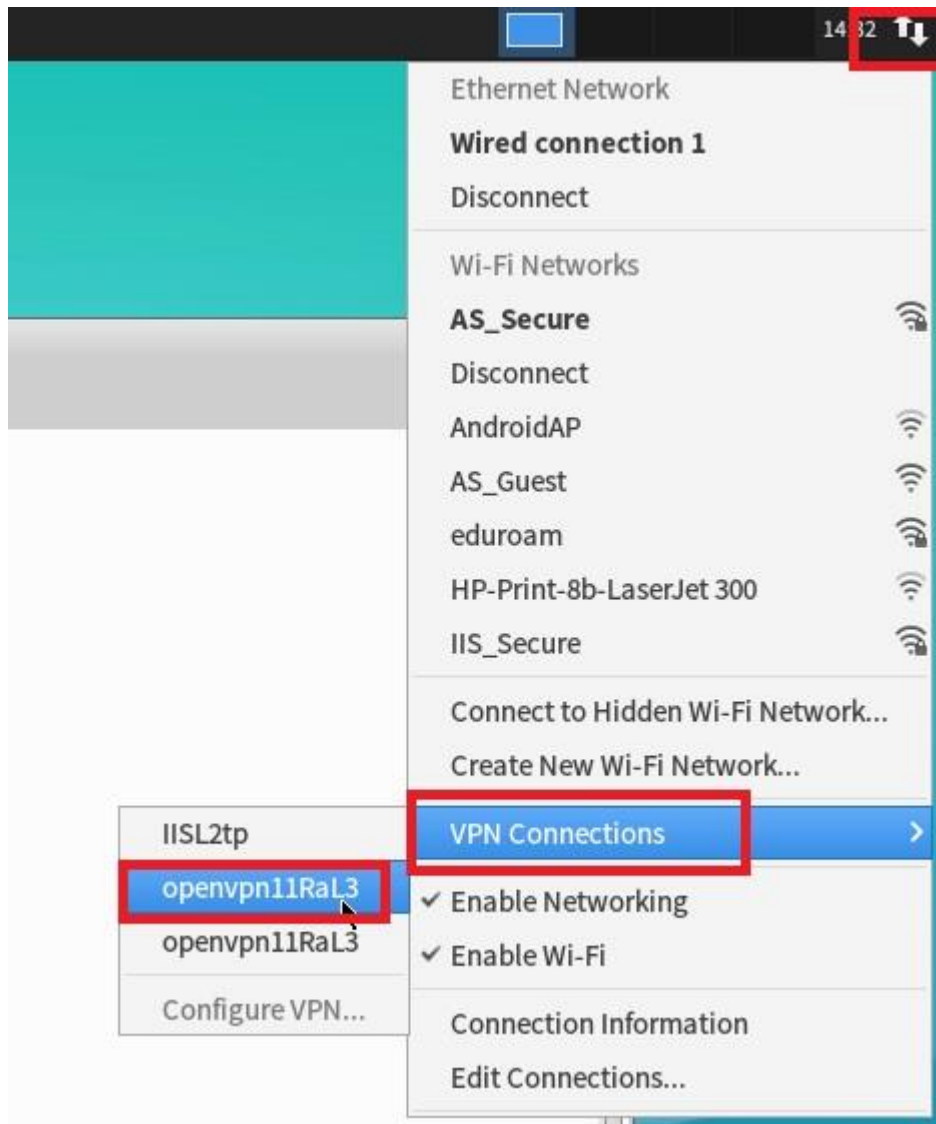 14:32
Ethernet Network
Wired connection 1
Disconnect
Wi-Fi Networks
AS_Secure
Disconnect
AndroidAP
AS_Guest
eduroam
HP-Print-8b-LaserJet 300
IIS_Secure
Connect to Hidden Wi-Fi Network...
Create New Wi-Fi Network...
VPN Connections
IISL2tp
openvpn11RaL3
openvpn11RaL3
Configure VPN...
Enable Networking
Enable Wi-Fi
Connection Information
Edit Connections...